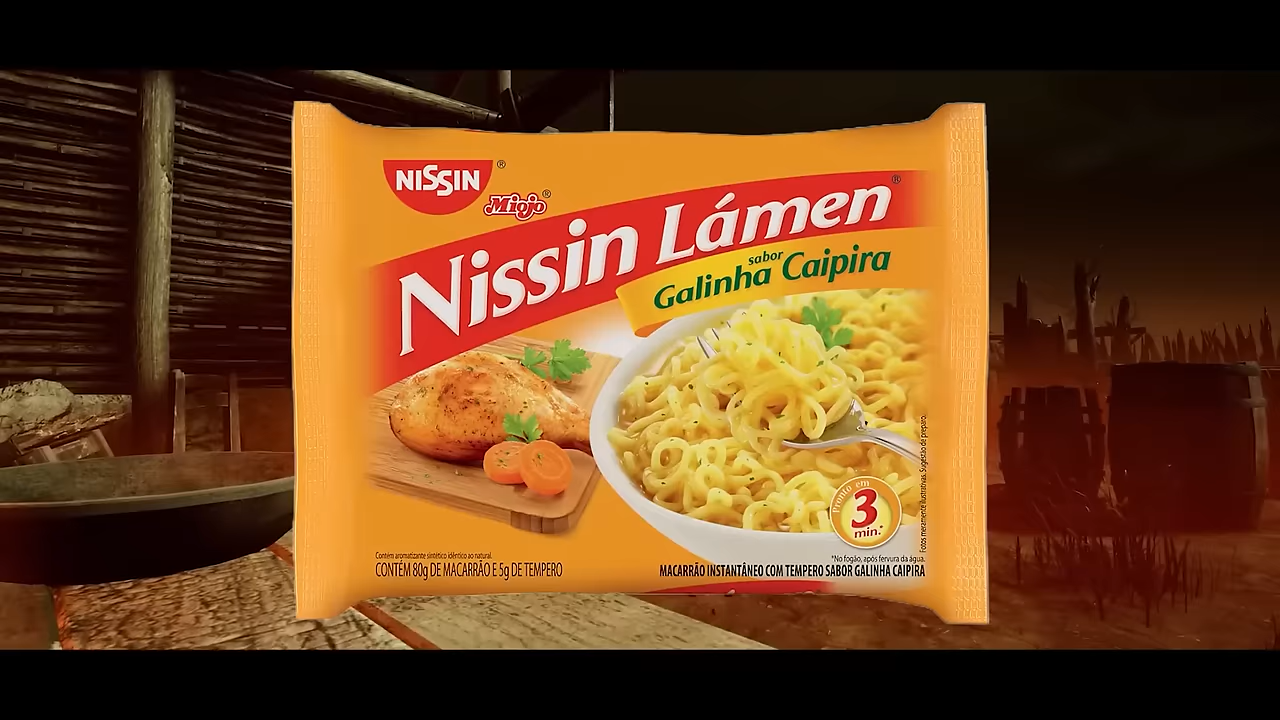 NISSIN®
Miojo®
Nissin Lámen®
sabor
Galinha Caipira
Pronto em
3
min.*
Fotos meramente ilustrativas. Sugestão de preparo.
*No fogão, após fervura da água.
Contém aromatizante sintético idêntico ao natural.
CONTÉM 80g DE MACARRÃO E 5g DE TEMPERO
MACARRÃO INSTANTÂNEO COM TEMPERO SABOR GALINHA CAIPIRA